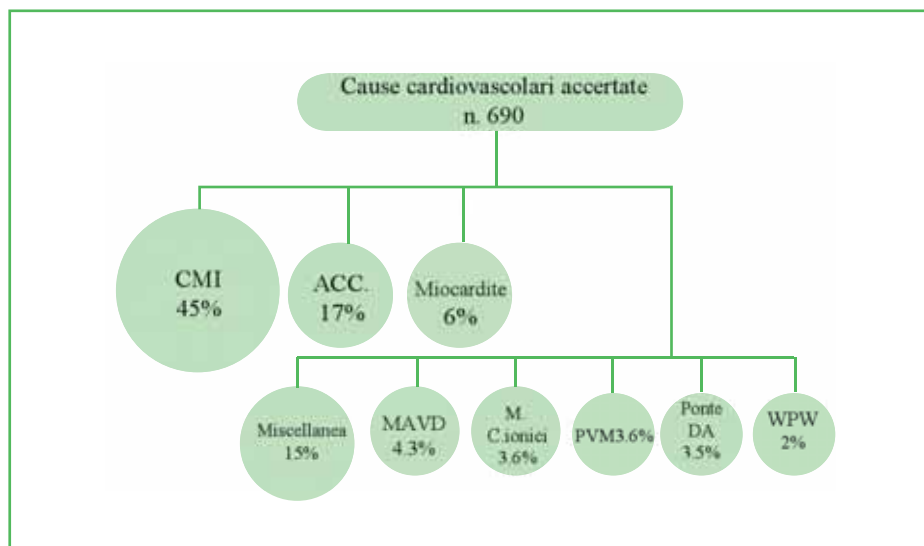 Cause cardiovascolari accertate
n. 690
CMI
45%
ACC.
17%
Miocardite
6%
Miscellanea
15%
MAVD
4.3%
M.
C.ionici
3.6%
PVM3.6%
Ponte
DA
3.5%
WPW
2%